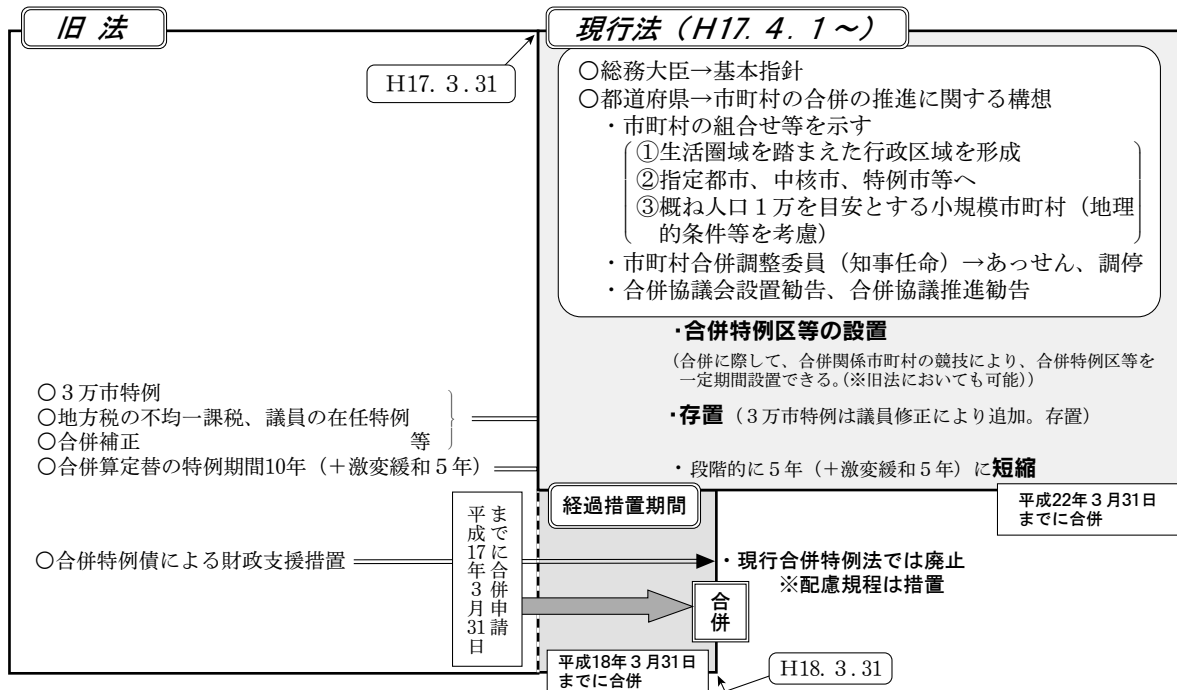 旧 法
現行法（H17. 4. 1～）
H17. 3. 31
○総務大臣→基本指針
○都道府県→市町村の合併の推進に関する構想
・市町村の組合せ等を示す
①生活圏域を踏まえた行政区域を形成
②指定都市、中核市、特例市等へ
③概ね人口１万を目安とする小規模市町村（地理
的条件等を考慮）
・市町村合併調整委員（知事任命）→あっせん、調停
・合併協議会設置勧告、合併協議推進勧告
・合併特例区等の設置
（合併に際して、合併関係市町村の競技により、合併特例区等を
一定期間設置できる。（※旧法においても可能））
○３万市特例
○地方税の不均一課税、議員の在任特例
○合併補正 等
・存置（３万市特例は議員修正により追加。存置）
○合併算定替の特例期間10年（＋激変緩和５年）
・段階的に５年（＋激変緩和５年）に短縮
平成22年３月31日
までに合併
経過措置期間
平成17年３月31日
までに合併申請
○合併特例債による財政支援措置
・現行合併特例法では廃止
※配慮規程は措置
合併
平成18年３月31日
までに合併
H18. 3. 31